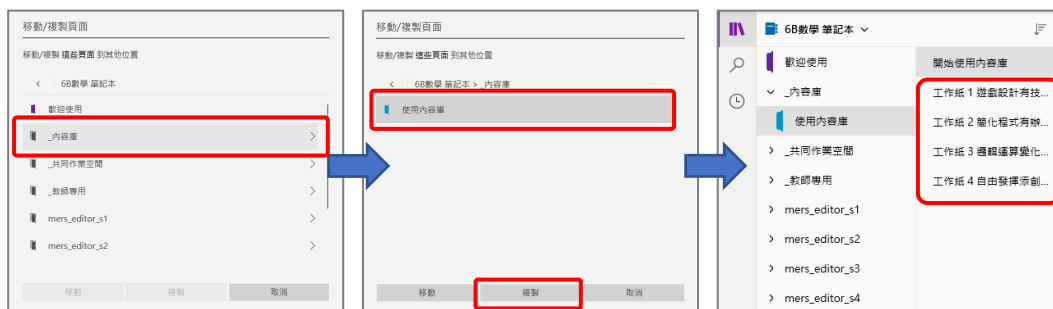 移動/複製頁面
移動/複製 這些頁面 到其他位置
< 6B數學 筆記本
歡迎使用
_內容庫 >
_共同作業空間 >
_教師專用 >
mers_editor_s1 >
mers_editor_s2 >
移動 複製 取消
移動/複製頁面
移動/複製 這些頁面 到其他位置
< 6B數學 筆記本 > _內容庫
使用內容庫
移動 複製 取消
6B數學 筆記本
歡迎使用
_內容庫
使用內容庫
_共同作業空間
_教師專用
mers_editor_s1
mers_editor_s2
mers_editor_s3
mers_editor_s4
開始使用內容庫
工作紙 1 遊戲設計有技...
工作紙 2 簡化程式有辦...
工作紙 3 邏輯運算變化...
工作紙 4 自由發揮添創...